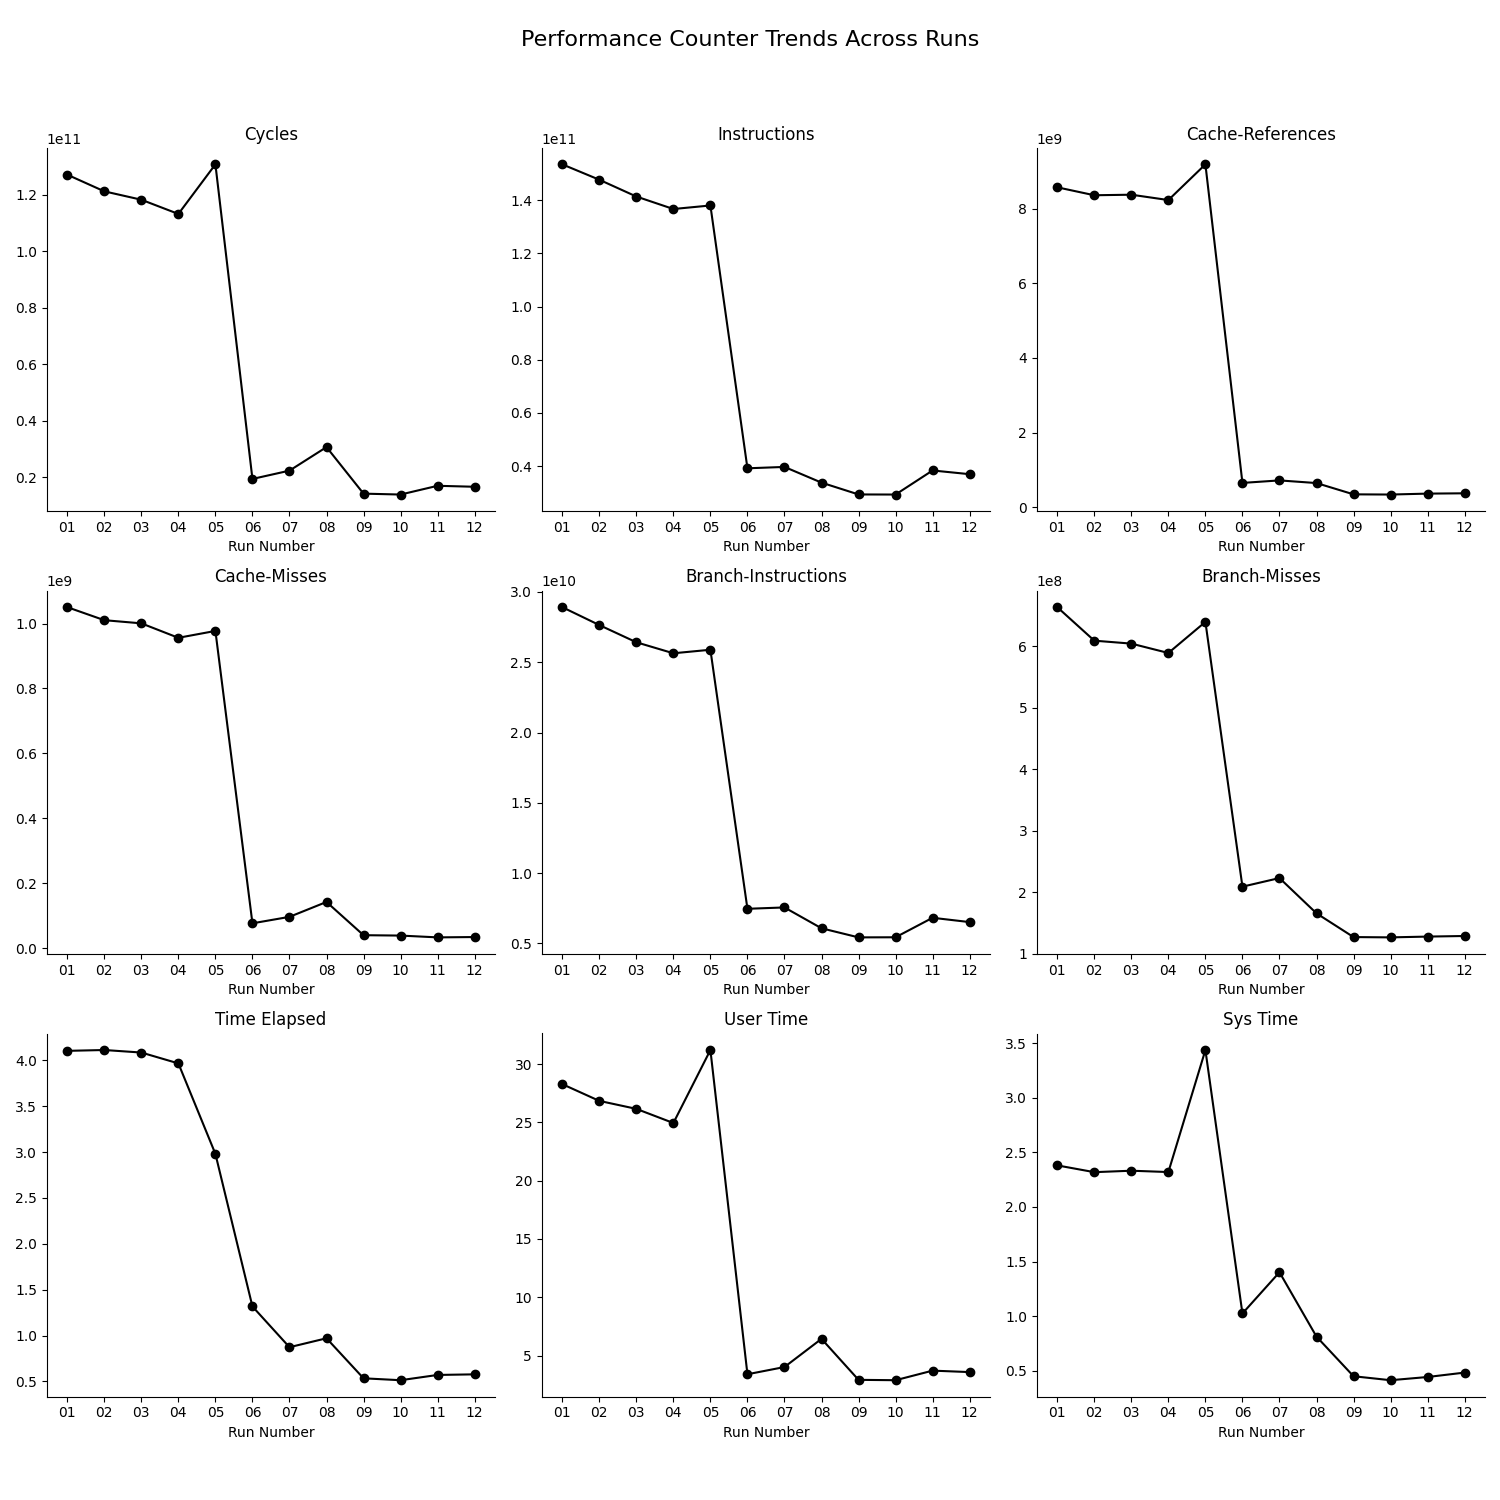 Performance Counter Trends Across Runs
Cycles
1e11
1.2
1.0
0.8
0.6
0.4
0.2
01 02 03 04 05 06 07 08 09 10 11 12
Run Number
Instructions
1e11
1.4
1.2
1.0
0.8
0.6
0.4
01 02 03 04 05 06 07 08 09 10 11 12
Run Number
Cache-References
1e9
8
6
4
2
0
01 02 03 04 05 06 07 08 09 10 11 12
Run Number
Cache-Misses
1e9
1.0
0.8
0.6
0.4
0.2
0.0
01 02 03 04 05 06 07 08 09 10 11 12
Run Number
Branch-Instructions
1e10
3.0
2.5
2.0
1.5
1.0
0.5
01 02 03 04 05 06 07 08 09 10 11 12
Run Number
Branch-Misses
1e8
6
5
4
3
2
1
01 02 03 04 05 06 07 08 09 10 11 12
Run Number
Time Elapsed
4.0
3.5
3.0
2.5
2.0
1.5
1.0
0.5
01 02 03 04 05 06 07 08 09 10 11 12
Run Number
User Time
30
25
20
15
10
5
01 02 03 04 05 06 07 08 09 10 11 12
Run Number
Sys Time
3.5
3.0
2.5
2.0
1.5
1.0
0.5
01 02 03 04 05 06 07 08 09 10 11 12
Run Number